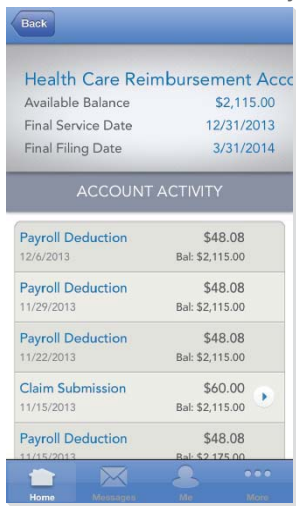 Back
Health Care Reimbursement Acco
Available Balance $2,115.00
Final Service Date 12/31/2013
Final Filing Date 3/31/2014
ACCOUNT ACTIVITY
Payroll Deduction $48.08
12/6/2013 Bal: $2,115.00
Payroll Deduction $48.08
11/29/2013 Bal: $2,115.00
Payroll Deduction $48.08
11/22/2013 Bal: $2,115.00
Claim Submission $60.00
11/15/2013 Bal: $2,115.00
Payroll Deduction $48.08
11/15/2013 Bal: $2,175.00
Home Messages Me More